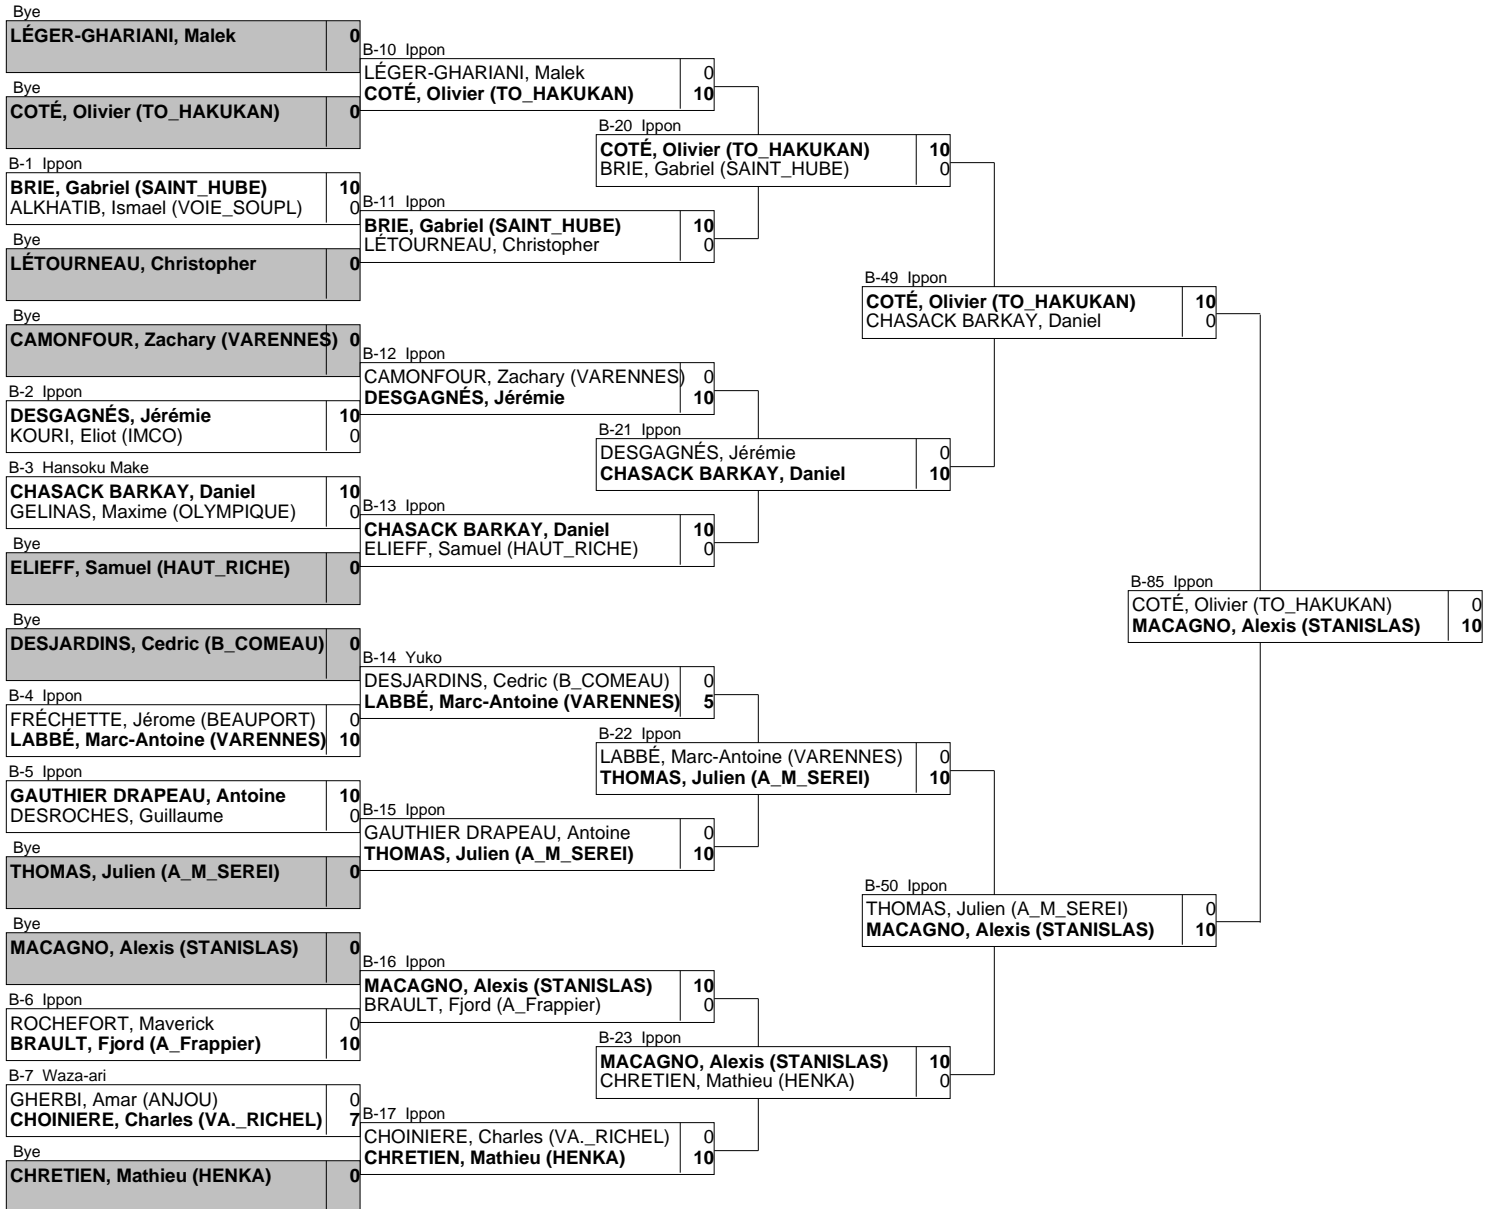 Bye
LÉGER-GHARIANI, Malek 0
Bye
COTÉ, Olivier (TO_HAKUKAN) 0
B-1 Ippon
BRIE, Gabriel (SAINT_HUBE) 10
ALKHATIB, Ismael (VOIE_SOUPL) 0
Bye
LÉTOURNEAU, Christopher 0
Bye
CAMONFOUR, Zachary (VARENNES) 0
B-2 Ippon
DESGAGNÉS, Jérémie 10
KOURI, Eliot (IMCO) 0
B-3 Hansoku Make
CHASACK BARKAY, Daniel 10
GELINAS, Maxime (OLYMPIQUE) 0
Bye
ELIEFF, Samuel (HAUT_RICHE) 0
Bye
DESJARDINS, Cedric (B_COMEAU) 0
B-4 Ippon
FRÉCHETTE, Jérome (BEAUPORT) 0
LABBÉ, Marc-Antoine (VARENNES) 10
B-5 Ippon
GAUTHIER DRAPEAU, Antoine 10
DESROCHES, Guillaume 0
Bye
THOMAS, Julien (A_M_SEREI) 0
Bye
MACAGNO, Alexis (STANISLAS) 0
B-6 Ippon
ROCHEFORT, Maverick 0
BRAULT, Fjord (A_Frappier) 10
B-7 Waza-ari
GHERBI, Amar (ANJOU) 0
CHOINIERE, Charles (VA._RICHEL) 7
Bye
CHRETIEN, Mathieu (HENKA) 0
B-10 Ippon
LÉGER-GHARIANI, Malek 0
COTÉ, Olivier (TO_HAKUKAN) 10
B-11 Ippon
BRIE, Gabriel (SAINT_HUBE) 10
LÉTOURNEAU, Christopher 0
B-12 Ippon
CAMONFOUR, Zachary (VARENNES) 0
DESGAGNÉS, Jérémie 10
B-13 Ippon
CHASACK BARKAY, Daniel 10
ELIEFF, Samuel (HAUT_RICHE) 0
B-14 Yuko
DESJARDINS, Cedric (B_COMEAU) 0
LABBÉ, Marc-Antoine (VARENNES) 5
B-15 Ippon
GAUTHIER DRAPEAU, Antoine 0
THOMAS, Julien (A_M_SEREI) 10
B-16 Ippon
MACAGNO, Alexis (STANISLAS) 10
BRAULT, Fjord (A_Frappier) 0
B-17 Ippon
CHOINIERE, Charles (VA._RICHEL) 0
CHRETIEN, Mathieu (HENKA) 10
B-20 Ippon
COTÉ, Olivier (TO_HAKUKAN) 10
BRIE, Gabriel (SAINT_HUBE) 0
B-21 Ippon
DESGAGNÉS, Jérémie 0
CHASACK BARKAY, Daniel 10
B-22 Ippon
LABBÉ, Marc-Antoine (VARENNES) 0
THOMAS, Julien (A_M_SEREI) 10
B-23 Ippon
MACAGNO, Alexis (STANISLAS) 10
CHRETIEN, Mathieu (HENKA) 0
B-49 Ippon
COTÉ, Olivier (TO_HAKUKAN) 10
CHASACK BARKAY, Daniel 0
B-50 Ippon
THOMAS, Julien (A_M_SEREI) 0
MACAGNO, Alexis (STANISLAS) 10
B-85 Ippon
COTÉ, Olivier (TO_HAKUKAN) 0
MACAGNO, Alexis (STANISLAS) 10